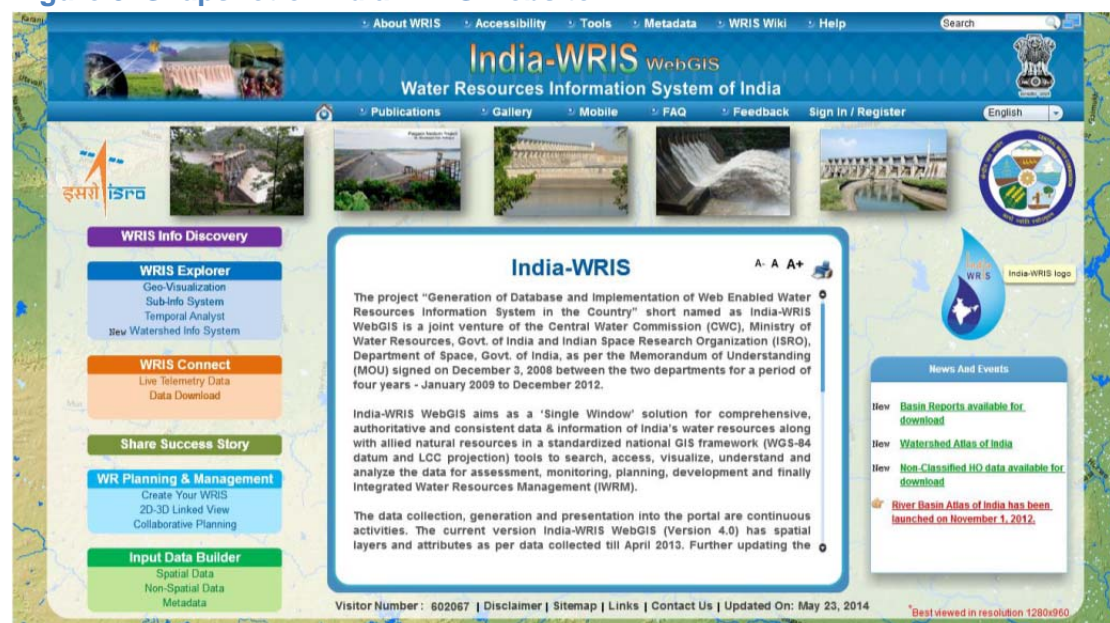 About WRIS Accessibility Tools Metadata WRIS Wiki Help Search
India-WRIS WebGIS
Water Resources Information System of India
Publications Gallery Mobile FAQ Feedback Sign In / Register English
इसरो isro
WRIS Info Discovery
WRIS Explorer
Geo-Visualization
Sub-Info System
Temporal Analyst
New Watershed Info System
WRIS Connect
Live Telemetry Data
Data Download
Share Success Story
WR Planning & Management
Create Your WRIS
2D-3D Linked View
Collaborative Planning
Input Data Builder
Spatial Data
Non-Spatial Data
Metadata
India-WRIS A- A A+
The project "Generation of Database and Implementation of Web Enabled Water
Resources Information System in the Country" short named as India-WRIS
WebGIS is a joint venture of the Central Water Commission (CWC), Ministry of
Water Resources, Govt. of India and Indian Space Research Organization (ISRO),
Department of Space, Govt. of India, as per the Memorandum of Understanding
(MOU) signed on December 3, 2008 between the two departments for a period of
four years - January 2009 to December 2012.
India-WRIS WebGIS aims as a 'Single Window' solution for comprehensive,
authoritative and consistent data & information of India's water resources along
with allied natural resources in a standardized national GIS framework (WGS-84
datum and LCC projection) tools to search, access, visualize, understand and
analyze the data for assessment, monitoring, planning, development and finally
Integrated Water Resources Management (IWRM).
The data collection, generation and presentation into the portal are continuous
activities. The current version India-WRIS WebGIS (Version 4.0) has spatial
layers and attributes as per data collected till April 2013. Further updating the
India
WRIS
India-WRIS logo
News And Events
New Basin Reports available for
download
New Watershed Atlas of India
New Non-Classified HO data available for
download
River Basin Atlas of India has been
launched on November 1, 2012.
Visitor Number : 602067 | Disclaimer | Sitemap | Links | Contact Us | Updated On: May 23, 2014
*Best viewed in resolution 1280x960